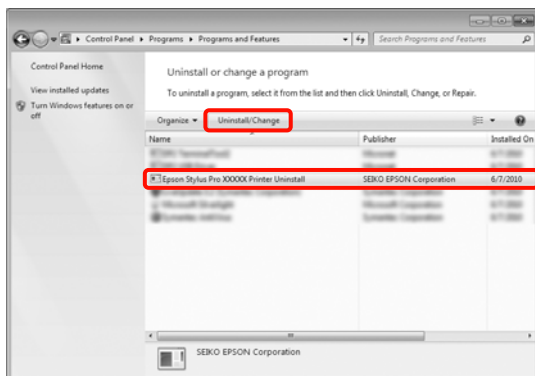 Control Panel ▸ Programs ▸ Programs and Features
Search Programs and Features
Control Panel Home
View installed updates
Turn Windows features on or off
Uninstall or change a program
To uninstall a program, select it from the list and then click Uninstall, Change, or Repair.
Organize Uninstall/Change
Name Publisher Installed On
Epson Stylus Pro XXXXX Printer Uninstall SEIKO EPSON Corporation 6/7/2010
SEIKO EPSON Corporation